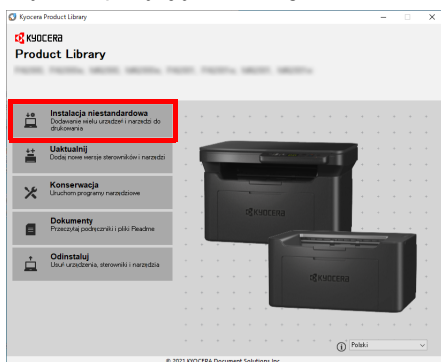 Kyocera Product Library
KYOCERA
Product Library
Instalacja niestandardowa
Dodawanie wielu urządzeń i narzędzi do
drukowania
Uaktualnij
Dodaj nowe wersje sterowników i narzędzi
Konserwacja
Uruchom programy narzędziowe
Dokumenty
Przeczytaj podręczniki i pliki Readme
Odinstaluj
Usuń urządzenia, sterowniki i narzędzia
KYOCERA
KYOCERA
Polski
© 2021 KYOCERA Document Solutions Inc.